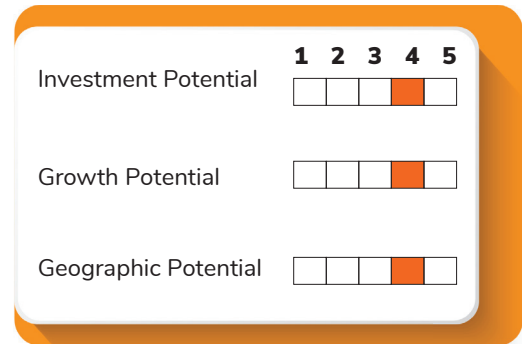 1 2 3 4 5
Investment Potential
Growth Potential
Geographic Potential